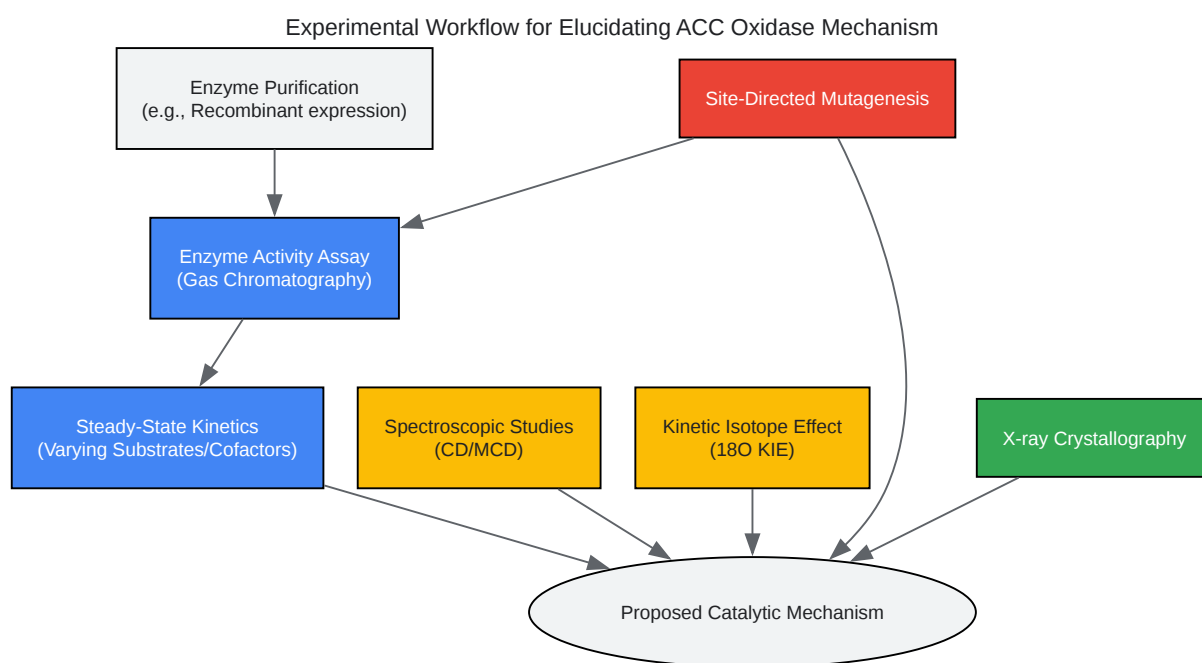 Experimental Workflow for Elucidating ACC Oxidase Mechanism
Enzyme Purification
(e.g., Recombinant expression)
Site-Directed Mutagenesis
Enzyme Activity Assay
(Gas Chromatography)
Steady-State Kinetics
(Varying Substrates/Cofactors)
Spectroscopic Studies
(CD/MCD)
Kinetic Isotope Effect
(18O KIE)
X-ray Crystallography
Proposed Catalytic Mechanism